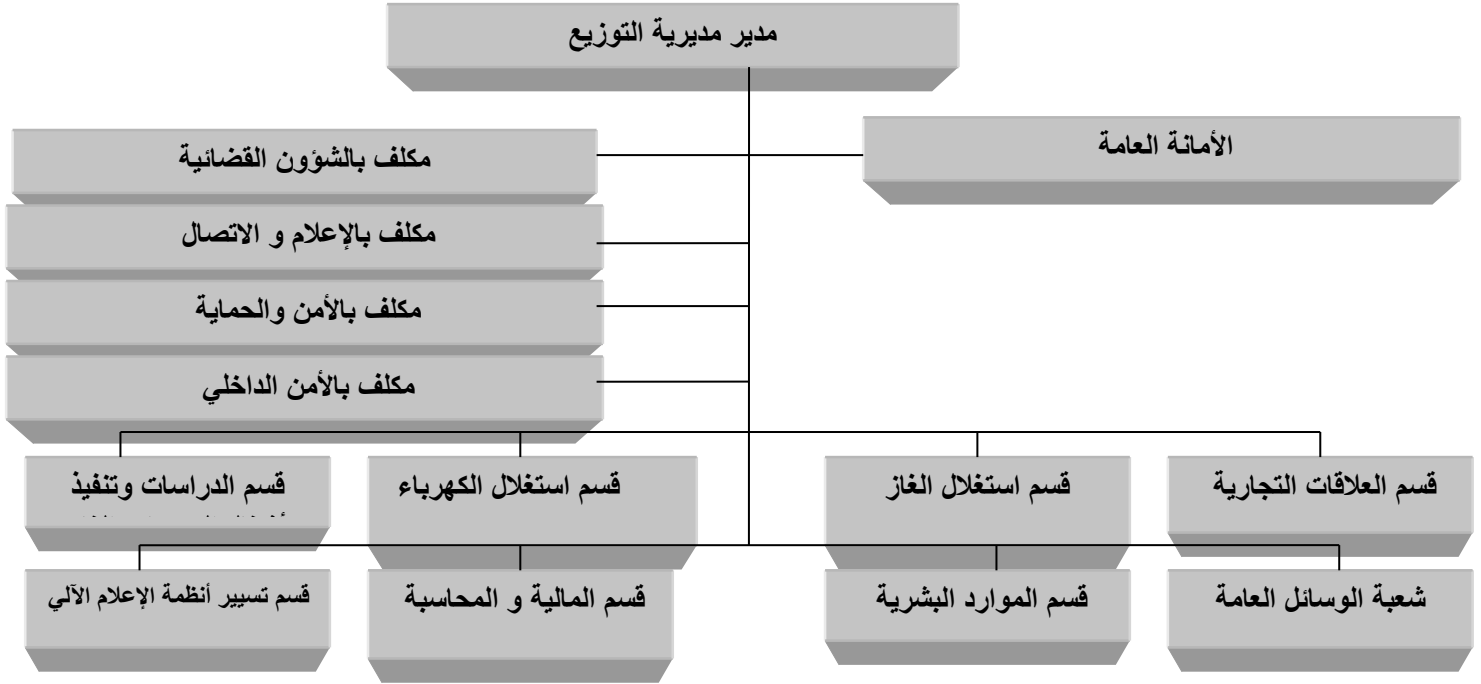 مدير مديرية التوزيع
الأمانة العامة
مكلف بالشؤون القضائية
مكلف بالإعلام و الاتصال
مكلف بالأمن والحماية
مكلف بالأمن الداخلي
قسم العلاقات التجارية
قسم استغلال الغاز
قسم استغلال الكهرباء
قسم الدراسات وتنفيذ
شعبة الوسائل العامة
قسم الموارد البشرية
قسم المالية و المحاسبة
قسم تسيير أنظمة الإعلام الآلي